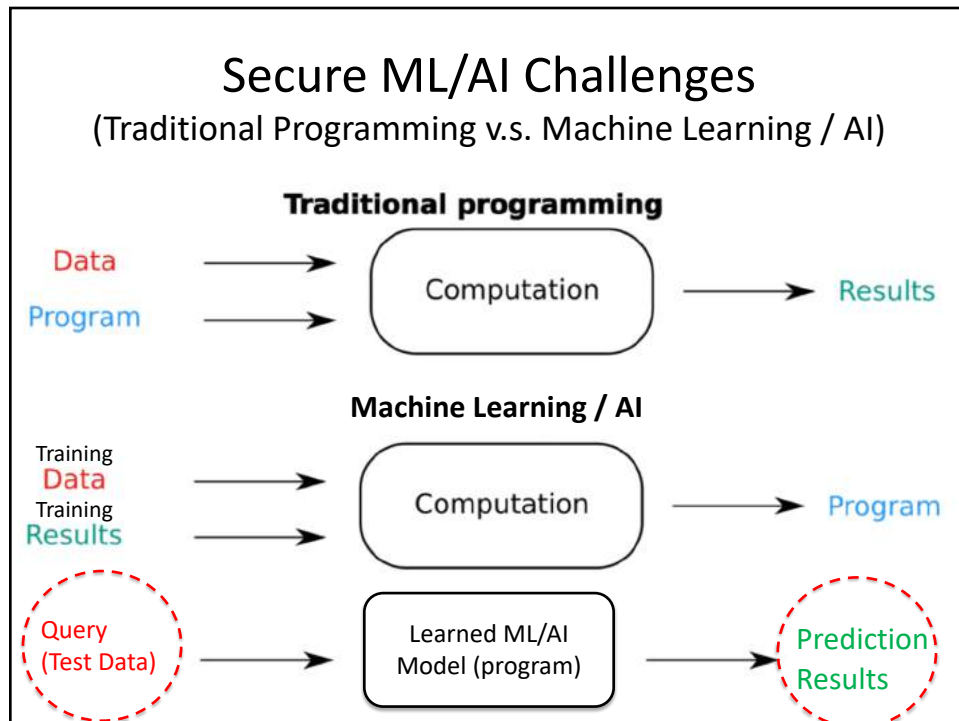 Secure ML/AI Challenges
(Traditional Programming v.s. Machine Learning / AI)
Traditional programming
Data
Program
Computation
Results
Machine Learning / AI
Training
Data
Training
Results
Computation
Program
Query
(Test Data)
Learned ML/AI
Model (program)
Prediction
Results